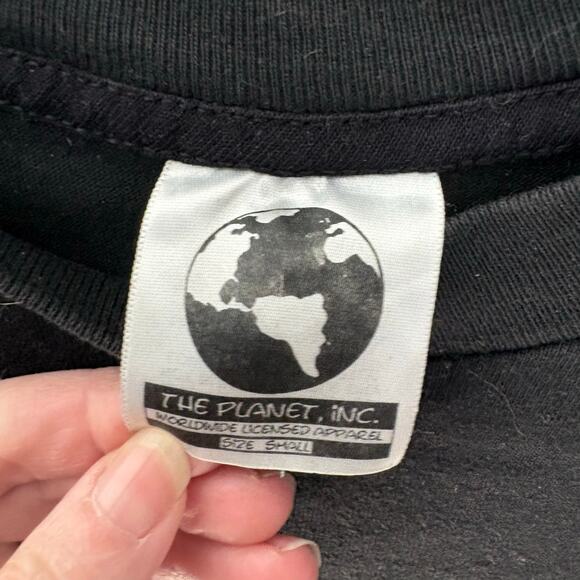 THE PLANET, INC.
WORLDWIDE LICENSED APPAREL
SIZE SMALL